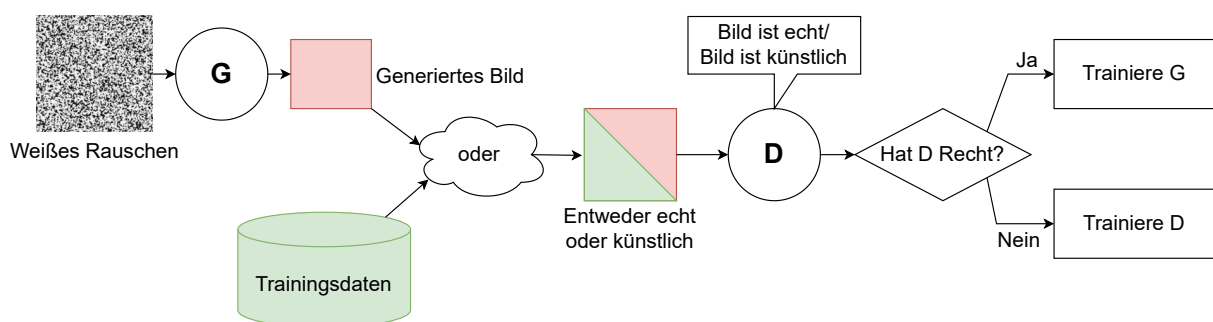 Weißes Rauschen
G
Generiertes Bild
oder
Trainingsdaten
Entweder echt
oder künstlich
Bild ist echt/
Bild ist künstlich
D
Hat D Recht?
Ja
Trainiere G
Nein
Trainiere D